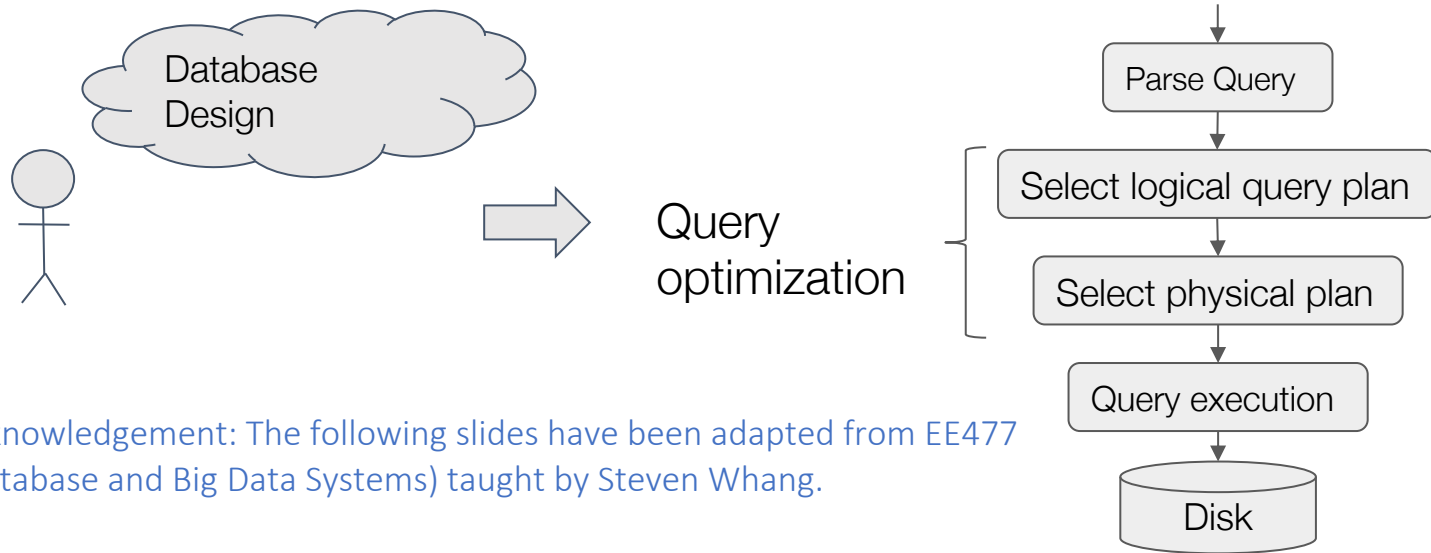 Database
Design
Query
optimization
Parse Query
Select logical query plan
Select physical plan
Query execution
Disk
knowledgement: The following slides have been adapted from EE477
tabase and Big Data Systems) taught by Steven Whang.